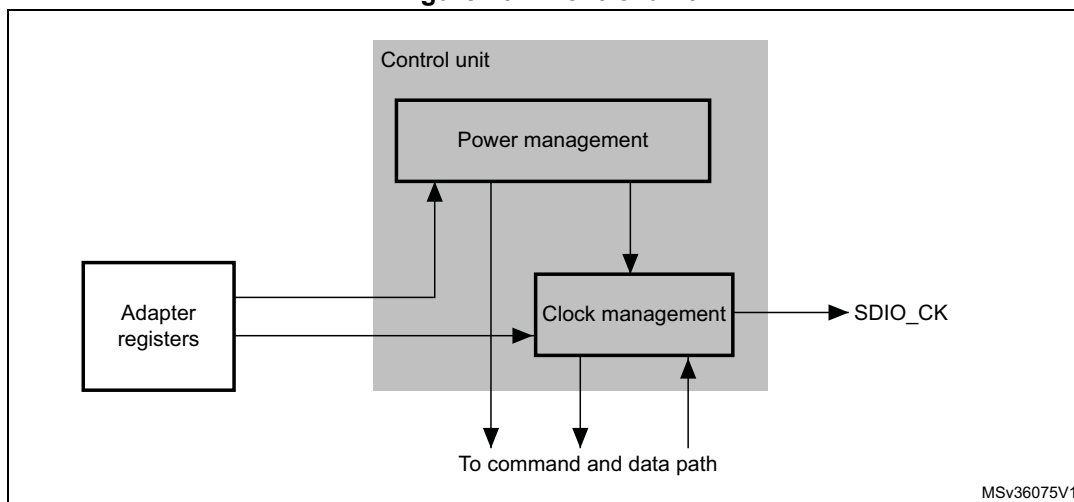 Control unit
Power management
Adapter
registers
Clock management
SDIO_CK
To command and data path
MSv36075V1